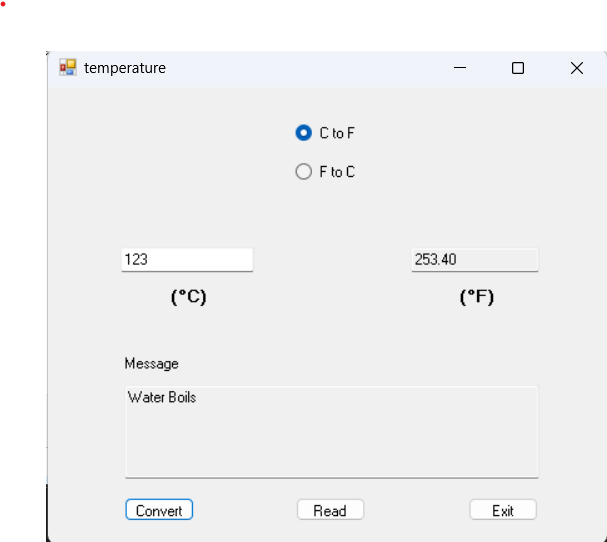 temperature
C to F
F to C
123 253.40
(°C) (°F)
Message
Water Boils
Convert Read Exit